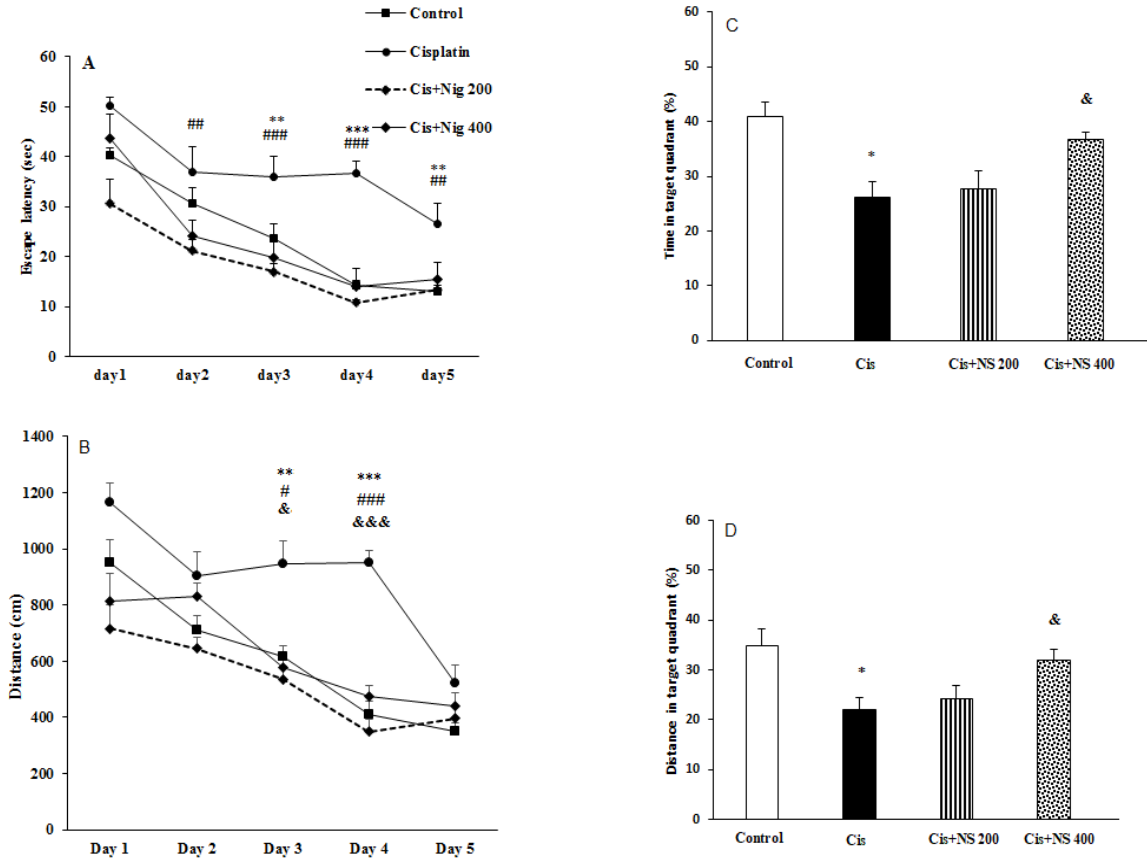 Control
Cisplatin
Cis+Nig 200
Cis+Nig 400
A
Escape latency (sec)
60
50
40
30
20
10
0
##
**
###
***
###
**
##
day1 day2 day3 day4 day5
B
Distance (cm)
1400
1200
1000
800
600
400
200
0
**
#
&
***
###
&&&
Day 1 Day 2 Day 3 Day 4 Day 5
C
Time in target quadrant (%)
60
50
40
30
20
10
0
*
&
Control Cis Cis+NS 200 Cis+NS 400
D
Distance in target quadrant (%)
60
50
40
30
20
10
0
*
&
Control Cis Cis+NS 200 Cis+NS 400